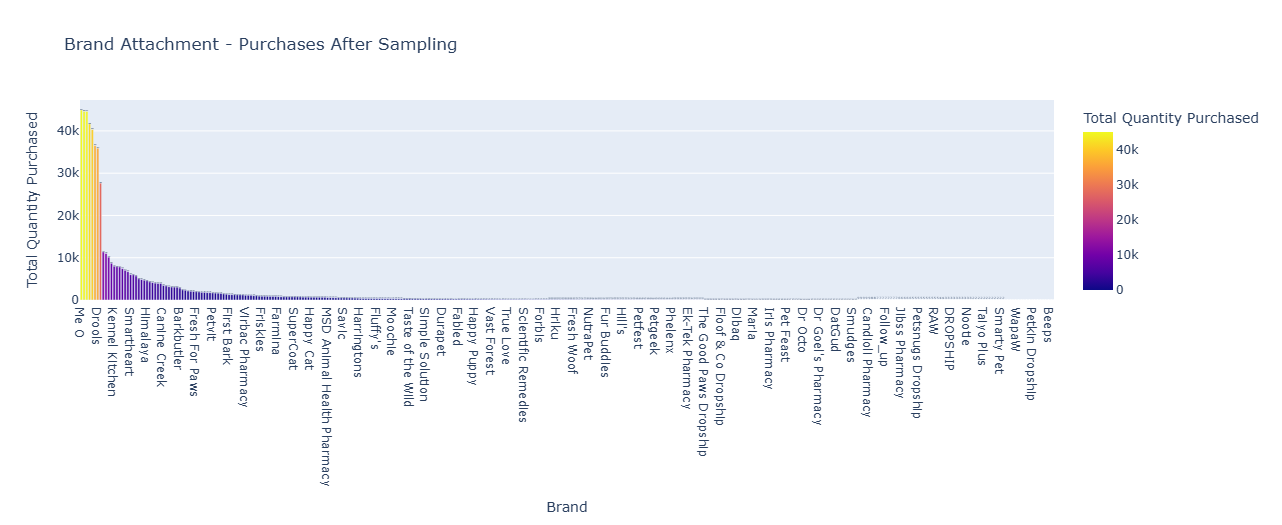 Brand Attachment - Purchases After Sampling
Total Quantity Purchased
40k
30k
20k
10k
0
Me O
Drools
Kennel Kitchen
Smartheart
Himalaya
Canine Creek
Barkbutler
Fresh For Paws
Petvit
First Bark
Virbac Pharmacy
Friskies
Farmina
SuperCoat
Happy Cat
MSD Animal Health Pharmacy
Savic
Harringtons
Fluffy's
Moochie
Taste of the Wild
Simple Solution
Durapet
Fabled
Happy Puppy
Vast Forest
True Love
Scientific Remedies
Forbis
Hriku
Fresh Woof
NutraPet
Fur Buddies
Hill's
Petfest
Petgeek
Phelenx
Ek-Tek Pharmacy
The Good Paws Dropship
Floof & Co Dropship
Dibaq
Marla
Iris Pharmacy
Pet Feast
Dr Octo
Dr Goel's Pharmacy
DatGud
Smudges
Candioli Pharmacy
Follow_up
Jibss Pharmacy
Petsmugs Dropship
RAW
DROPSHIP
Nootie
Taiyo Plus
Smarty Pet
WapaW
Petkin Dropship
Beeps
Brand
Total Quantity Purchased
40k
30k
20k
10k
0